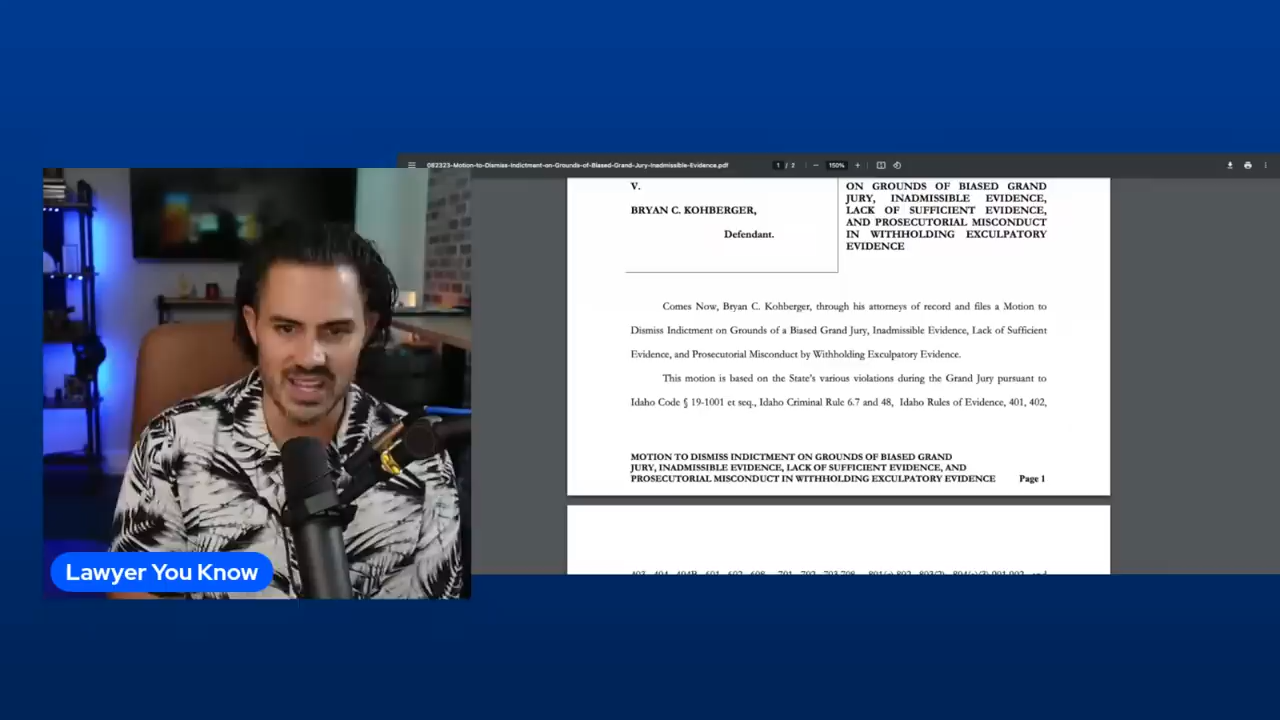 082323-Motion-to-Dismiss-Indictment-on-Grounds-of-Biased-Grand-Jury-Inadmissible-Evidence.pdf
1 / 2
150%
V.
BRYAN C. KOHBERGER,
Defendant.
ON GROUNDS OF BIASED GRAND
JURY, INADMISSIBLE EVIDENCE,
LACK OF SUFFICIENT EVIDENCE,
AND PROSECUTORIAL MISCONDUCT
IN WITHHOLDING EXCULPATORY
EVIDENCE
Comes Now, Bryan C. Kohberger, through his attorneys of record and files a Motion to
Dismiss Indictment on Grounds of a Biased Grand Jury, Inadmissible Evidence, Lack of Sufficient
Evidence, and Prosecutorial Misconduct by Withholding Exculpatory Evidence.
This motion is based on the State's various violations during the Grand Jury pursuant to
Idaho Code § 19-1001 et seq., Idaho Criminal Rule 6.7 and 48, Idaho Rules of Evidence, 401, 402,
MOTION TO DISMISS INDICTMENT ON GROUNDS OF BIASED GRAND
JURY, INADMISSIBLE EVIDENCE, LACK OF SUFFICIENT EVIDENCE, AND
PROSECUTORIAL MISCONDUCT IN WITHHOLDING EXCULPATORY EVIDENCE Page 1
Lawyer You Know